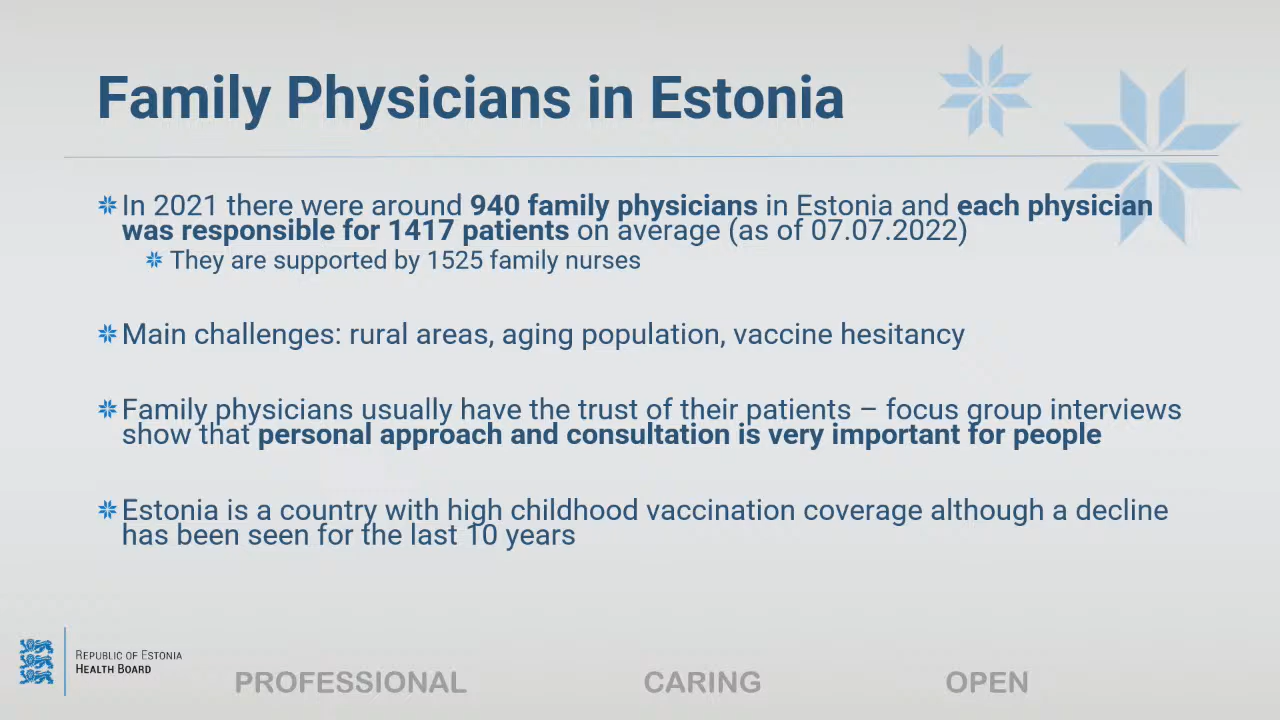 Family Physicians in Estonia
In 2021 there were around 940 family physicians in Estonia and each physician
was responsible for 1417 patients on average (as of 07.07.2022)
They are supported by 1525 family nurses
Main challenges: rural areas, aging population, vaccine hesitancy
Family physicians usually have the trust of their patients – focus group interviews
show that personal approach and consultation is very important for people
Estonia is a country with high childhood vaccination coverage although a decline
has been seen for the last 10 years
REPUBLIC OF ESTONIA
HEALTH BOARD
PROFESSIONAL CARING OPEN